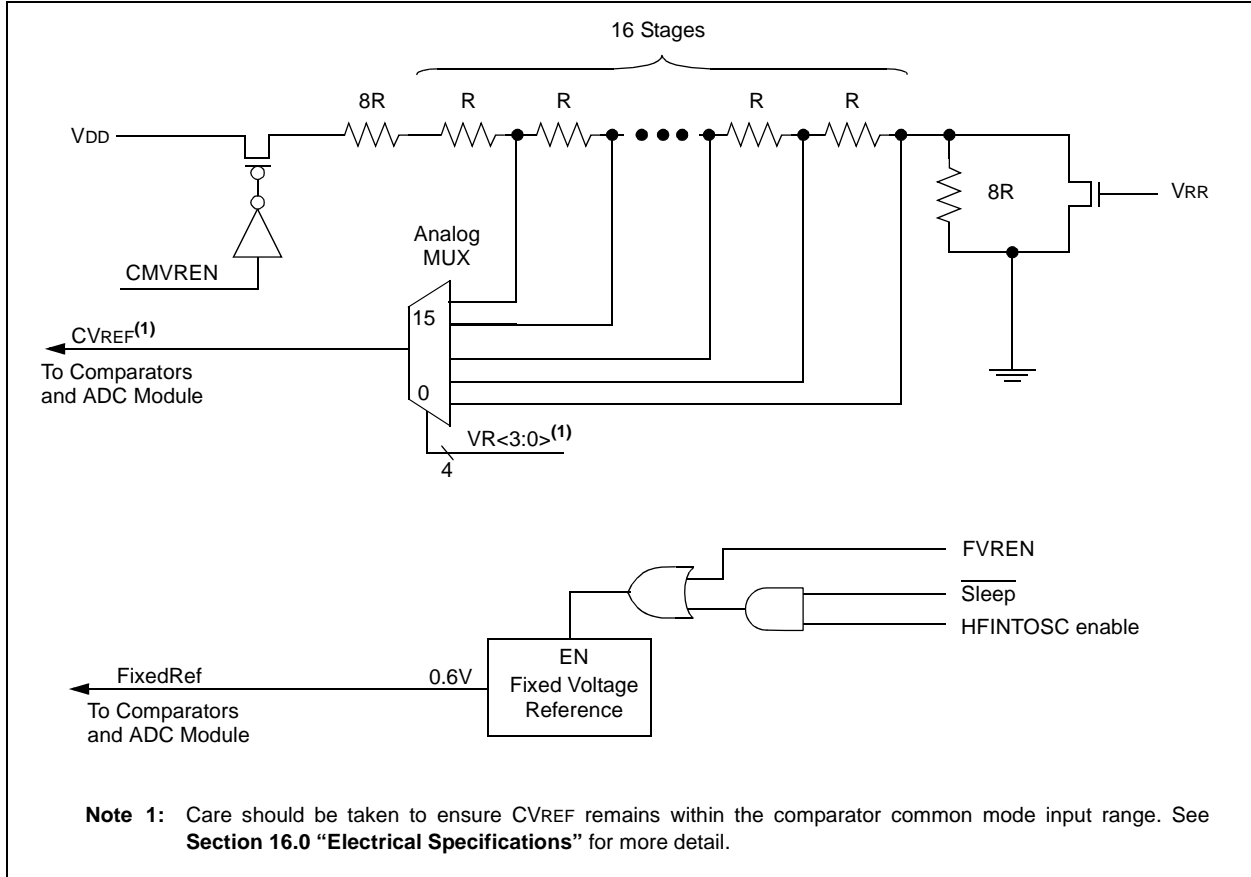 16 Stages
8R R R R R
VDD
8R
VRR
Analog
MUX
CMVREN
15
CVREF(1)
To Comparators
and ADC Module
0
VR<3:0>(1)
4
FVREN
Sleep
HFINTOSC enable
EN
FixedRef 0.6V Fixed Voltage
Reference
To Comparators
and ADC Module
Note 1: Care should be taken to ensure CVREF remains within the comparator common mode input range. See
Section 16.0 “Electrical Specifications” for more detail.